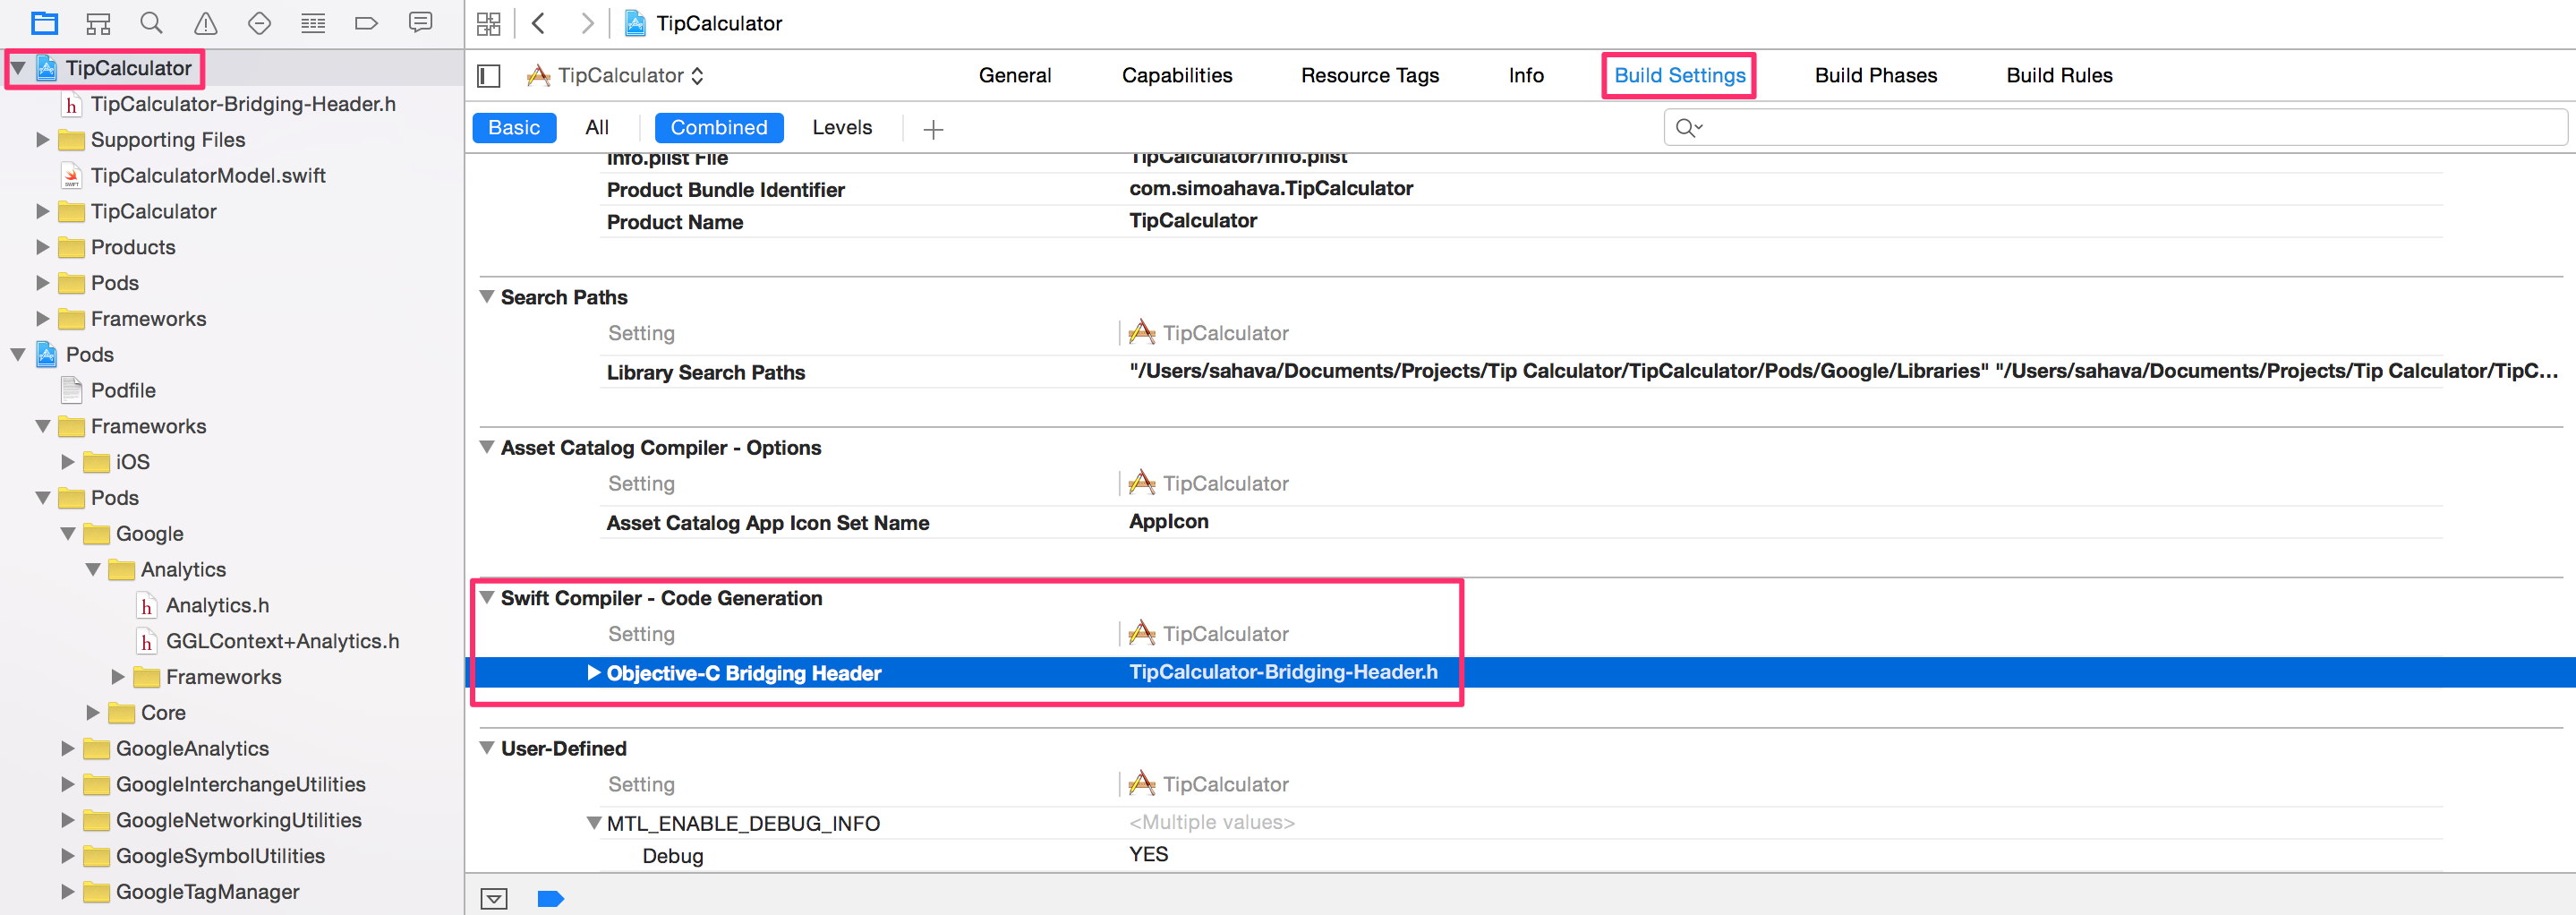 TipCalculator
TipCalculator-Bridging-Header.h
Supporting Files
TipCalculatorModel.swift
TipCalculator
Products
Pods
Frameworks
Pods
Podfile
Frameworks
iOS
Pods
Google
Analytics
Analytics.h
GGLContext+Analytics.h
Frameworks
Core
GoogleAnalytics
GoogleInterchangeUtilities
GoogleNetworkingUtilities
GoogleSymbolUtilities
GoogleTagManager
TipCalculator
TipCalculator General Capabilities Resource Tags Info Build Settings Build Phases Build Rules
Basic All Combined Levels
Info.plist File TipCalculator/Info.plist
Product Bundle Identifier com.simoahava.TipCalculator
Product Name TipCalculator
Search Paths
Setting TipCalculator
Library Search Paths "/Users/sahava/Documents/Projects/Tip Calculator/TipCalculator/Pods/Google/Libraries" "/Users/sahava/Documents/Projects/Tip Calculator/TipC...
Asset Catalog Compiler - Options
Setting TipCalculator
Asset Catalog App Icon Set Name AppIcon
Swift Compiler - Code Generation
Setting TipCalculator
Objective-C Bridging Header TipCalculator-Bridging-Header.h
User-Defined
Setting TipCalculator
MTL_ENABLE_DEBUG_INFO <Multiple values>
Debug YES